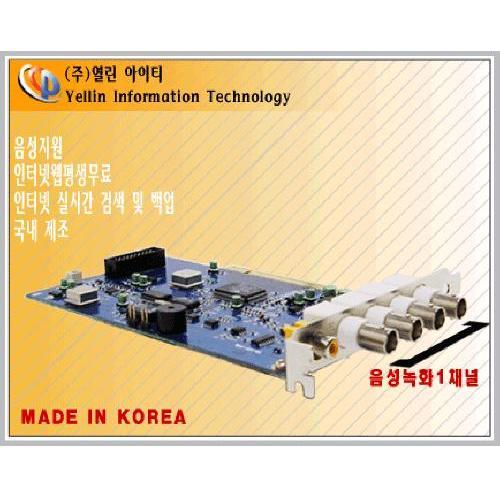 (주)열린 아이티
Yellin Information Technology
음성지원
인터넷웹평생무료
인터넷 실시간 검색 및 백업
국내 제조
음성녹화1채널
MADE IN KOREA